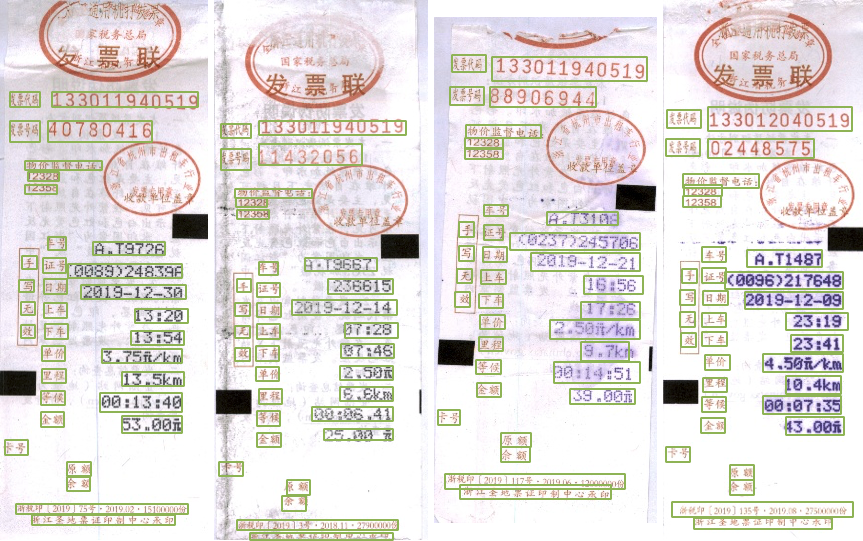 国家税务总局
发票联
发票代码 133011940519
发票号码 40780416
物价监督电话:
12328
12358
收款单位盖章
手写无效
车号 A.T9726
证号 (0089)24839A
日期 2019-12-30
上车 13:20
下车 13:54
单价 3.75元/km
里程 13.5km
等候 00:13:40
金额 53.00元
卡号
原额
余额
浙税印〔2019〕75号·2019.02·15100000份
浙江圣地票证印制中心承印
国家税务总局
发票联
发票代码 133011940519
发票号码 11432056
物价监督电话:
12328
12358
收款单位盖章
手写无效
车号 A.T9667
证号 236615
日期 2019-12-14
上车 07:28
下车 07:46
单价 2.50元
里程 6.6km
等候 00:06.41
金额 25.00 元
卡号
原额
余额
浙税印〔2019〕3号·2018.11·27900000份
浙江圣地票证印制中心承印
发票代码 133011940519
发票号码 88906944
物价监督电话:
12328
12358
收款单位盖章
手写无效
车号 A.T3108
证号 (0237)245706
日期 2019-12-21
上车 16:56
下车 17:26
单价 2.50元/km
里程 9.7km
等候 00:14:51
金额 39.00元
卡号
原额
余额
浙税印〔2019〕117号·2019.06·12000000份
浙江圣地票证印制中心承印
国家税务总局
发票联
发票代码 133012040519
发票号码 02448575
物价监督电话:
12328
12358
收款单位盖章
手写无效
车号 A.T1487
证号 (0096)217648
日期 2019-12-09
上车 23:19
下车 23:41
单价 4.50元/km
里程 10.4km
等候 00:07:35
金额 43.00元
卡号
原额
余额
浙税印〔2019〕135号·2019.08·27500000份
浙江圣地票证印制中心承印